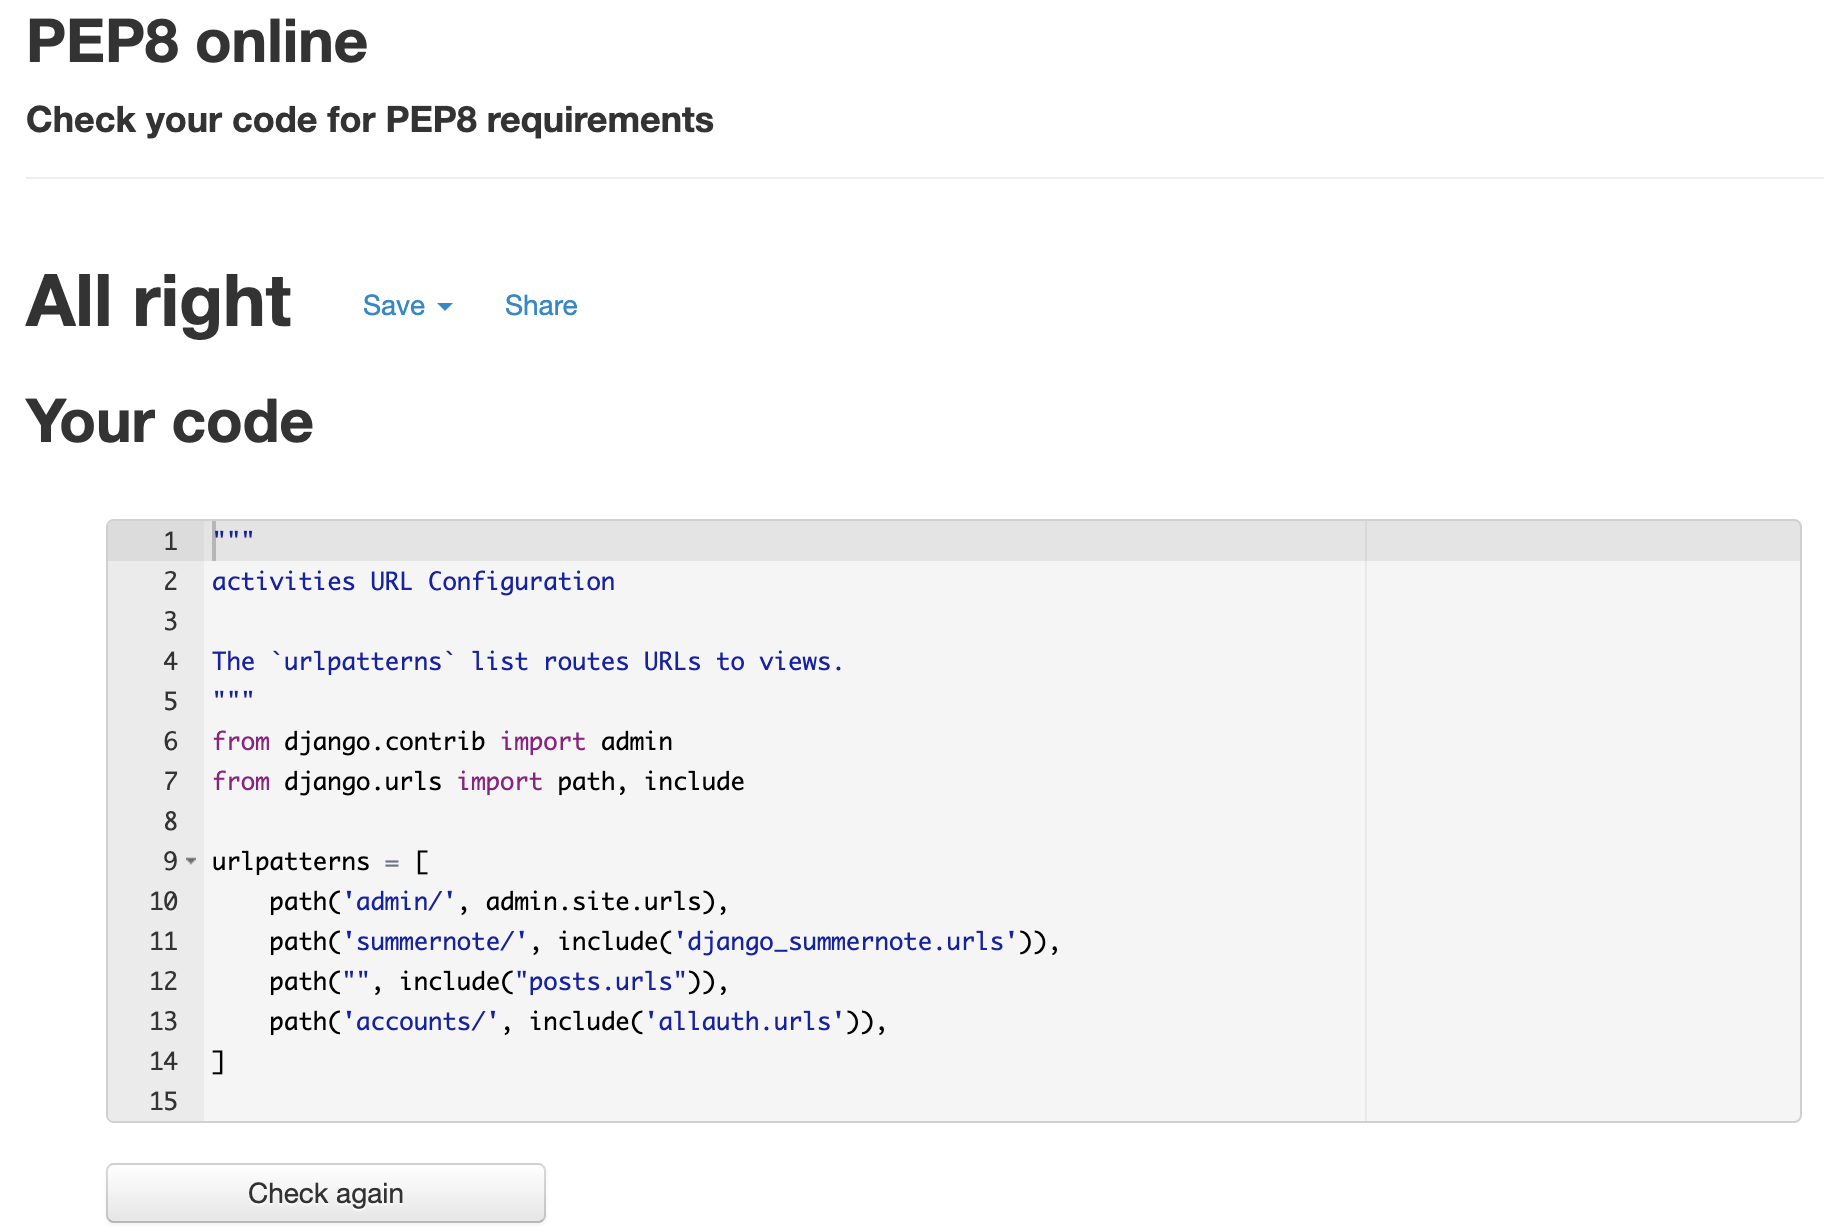 PEP8 online
Check your code for PEP8 requirements
All right
Save
Share
Your code
1 """
2 activities URL Configuration
3
4 The `urlpatterns` list routes URLs to views.
5 """
6 from django.contrib import admin
7 from django.urls import path, include
8
9 urlpatterns = [
10     path('admin/', admin.site.urls),
11     path('summernote/', include('django_summernote.urls')),
12     path("", include("posts.urls")),
13     path('accounts/', include('allauth.urls')),
14 ]
15
Check again